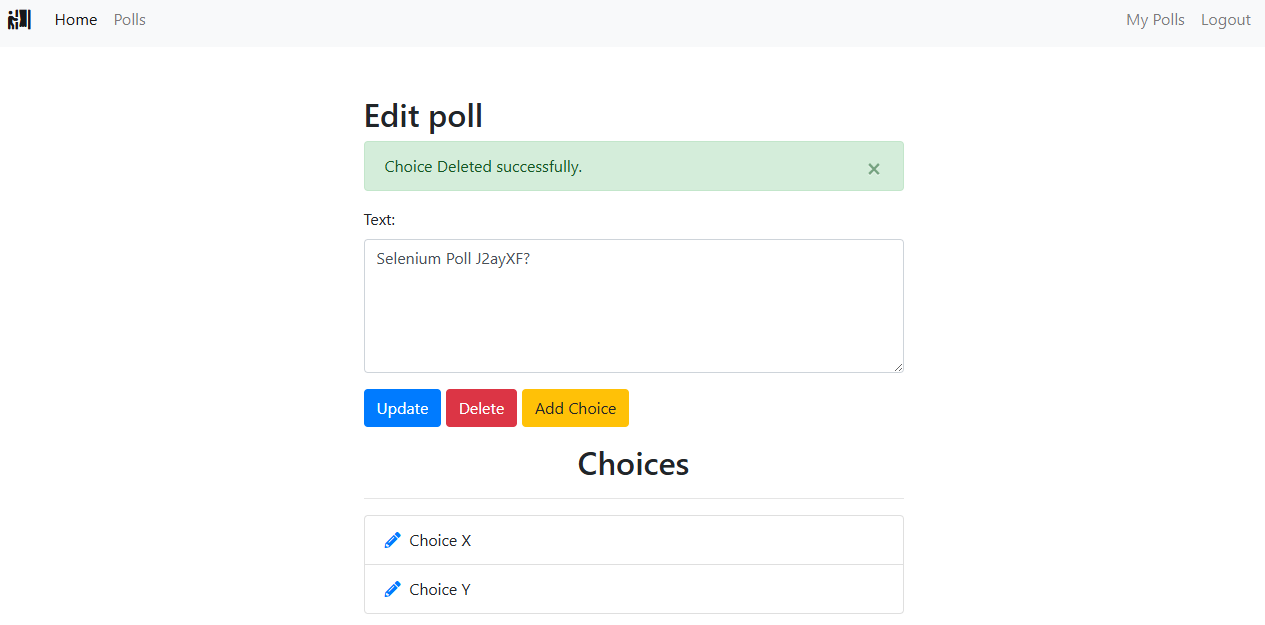 Home Polls My Polls Logout
Edit poll
Choice Deleted successfully. ×
Text:
Selenium Poll J2ayXF?
Update Delete Add Choice
Choices
Choice X
Choice Y